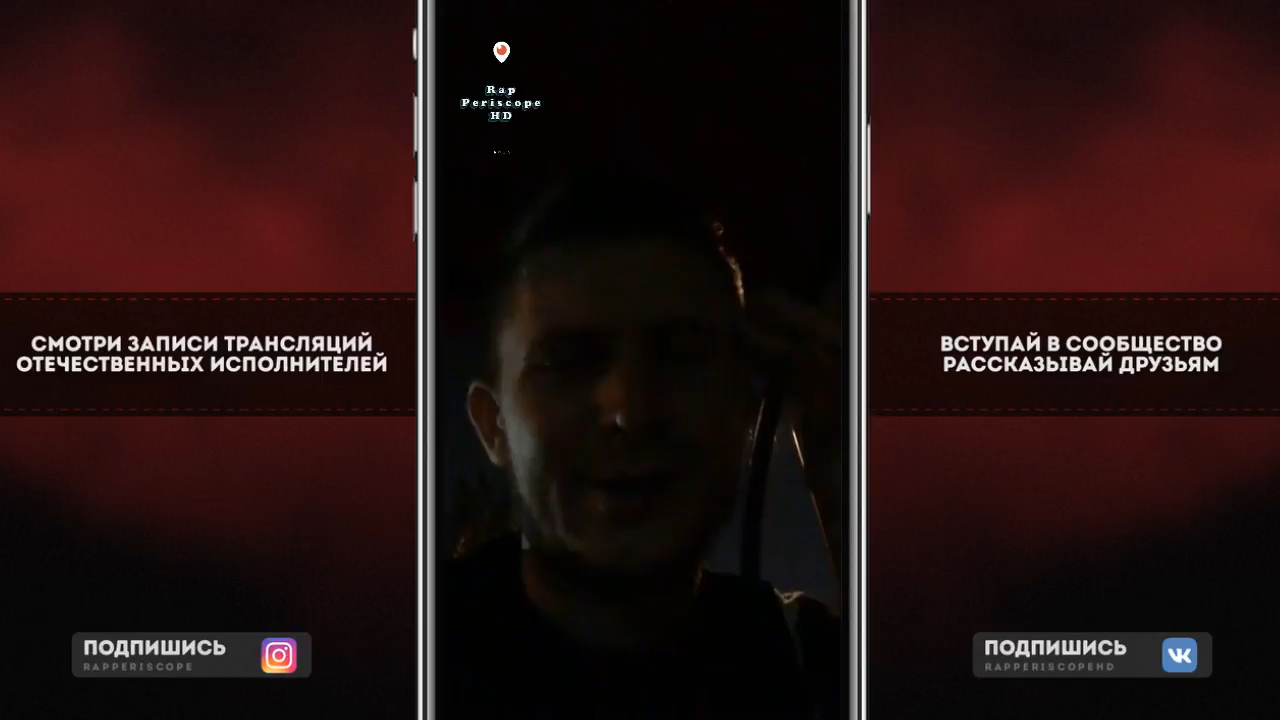 Rap
Periscope
HD
СМОТРИ ЗАПИСИ ТРАНСЛЯЦИЙ
ОТЕЧЕСТВЕННЫХ ИСПОЛНИТЕЛЕЙ
ВСТУПАЙ В СООБЩЕСТВО
РАССКАЗЫВАЙ ДРУЗЬЯМ
ПОДПИШИСЬ
RAPPERISCOPE
ПОДПИШИСЬ
RAPPERISCOPEHD